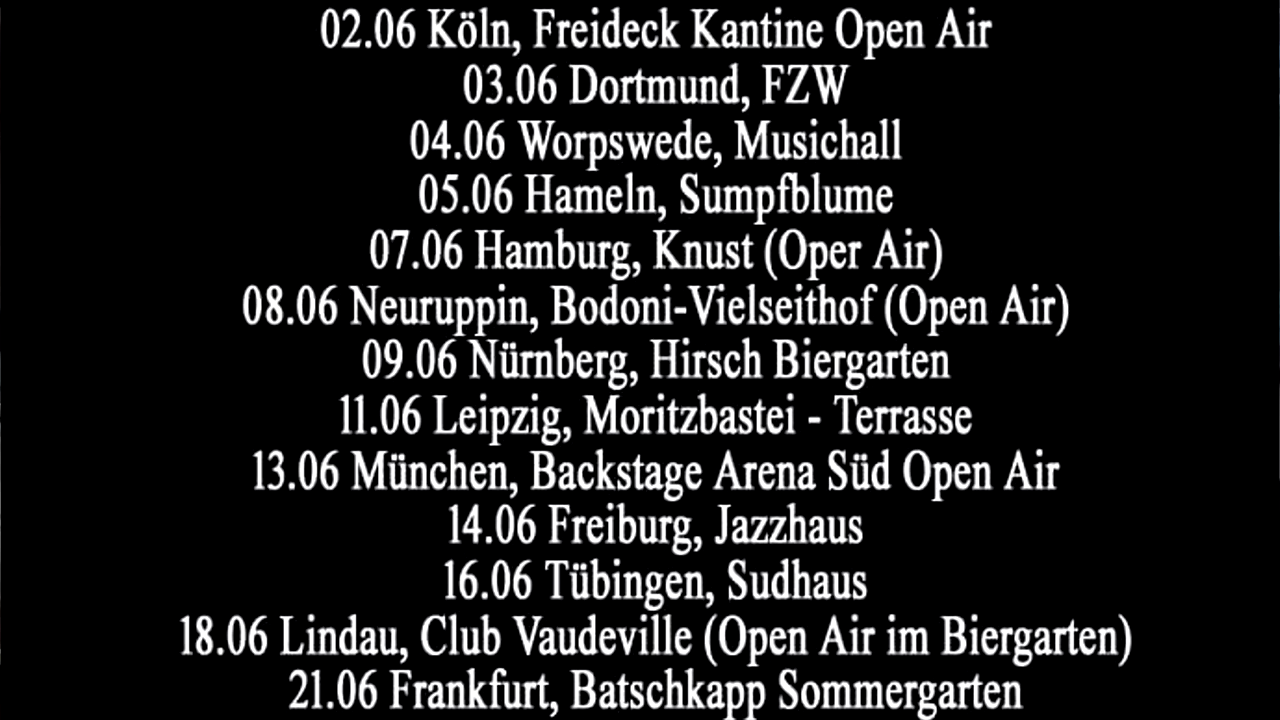 02.06 Köln, Freideck Kantine Open Air
03.06 Dortmund, FZW
04.06 Worpswede, Musichall
05.06 Hameln, Sumpfblume
07.06 Hamburg, Knust (Oper Air)
08.06 Neuruppin, Bodoni-Vielseithof (Open Air)
09.06 Nürnberg, Hirsch Biergarten
11.06 Leipzig, Moritzbastei - Terrasse
13.06 München, Backstage Arena Süd Open Air
14.06 Freiburg, Jazzhaus
16.06 Tübingen, Sudhaus
18.06 Lindau, Club Vaudeville (Open Air im Biergarten)
21.06 Frankfurt, Batschkapp Sommergarten